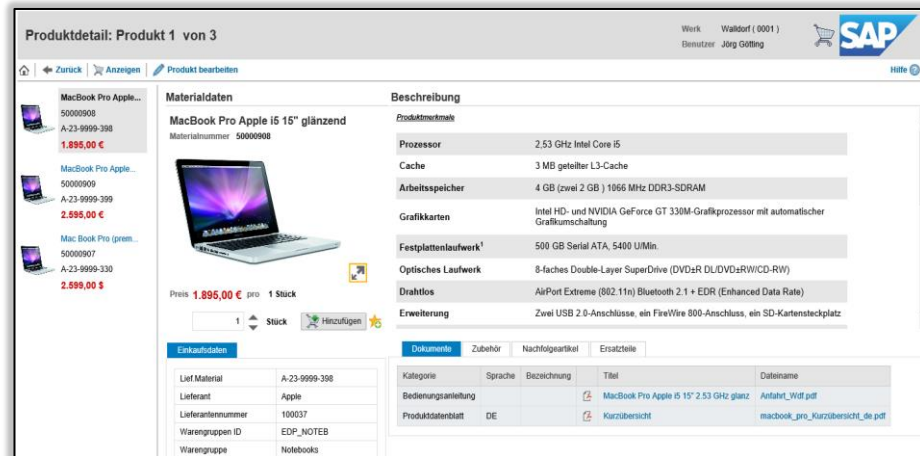 Produktdetail: Produkt 1 von 3
Werk Walldorf ( 0001 )
Benutzer Jörg Götting
SAP
Zurück Anzeigen Produkt bearbeiten Hilfe
MacBook Pro Apple...
50000908
A-23-9999-398
1.895,00 €
MacBook Pro Apple...
50000909
A-23-9999-399
2.595,00 €
Mac Book Pro (prem...
50000907
A-23-9999-330
2.599,00 $
Materialdaten
MacBook Pro Apple i5 15" glänzend
Materialnummer 50000908
Preis 1.895,00 € pro 1 Stück
1 Stück Hinzufügen
Einkaufsdaten
Lief.Material A-23-9999-398
Lieferant Apple
Lieferantennummer 100037
Warengruppen ID EDP_NOTEB
Warengruppe Notebooks
Beschreibung
Produktmerkmale
Prozessor 2,53 GHz Intel Core i5
Cache 3 MB geteilter L3-Cache
Arbeitsspeicher 4 GB (zwei 2 GB ) 1066 MHz DDR3-SDRAM
Grafikkarten Intel HD- und NVIDIA GeForce GT 330M-Grafikprozessor mit automatischer
Grafikumschaltung
Festplattenlaufwerk¹ 500 GB Serial ATA, 5400 U/Min.
Optisches Laufwerk 8-faches Double-Layer SuperDrive (DVD±R DL/DVD±RW/CD-RW)
Drahtlos AirPort Extreme (802.11n) Bluetooth 2.1 + EDR (Enhanced Data Rate)
Erweiterung Zwei USB 2.0-Anschlüsse, ein FireWire 800-Anschluss, ein SD-Kartensteckplatz
Dokumente Zubehör Nachfolgeartikel Ersatzteile
Kategorie Sprache Bezeichnung Titel Dateiname
Bedienungsanleitung MacBook Pro Apple i5 15" 2.53 GHz glanz Anfahrt_Wdf.pdf
Produktdatenblatt DE Kurzübersicht macbook_pro_Kurzübersicht_de.pdf